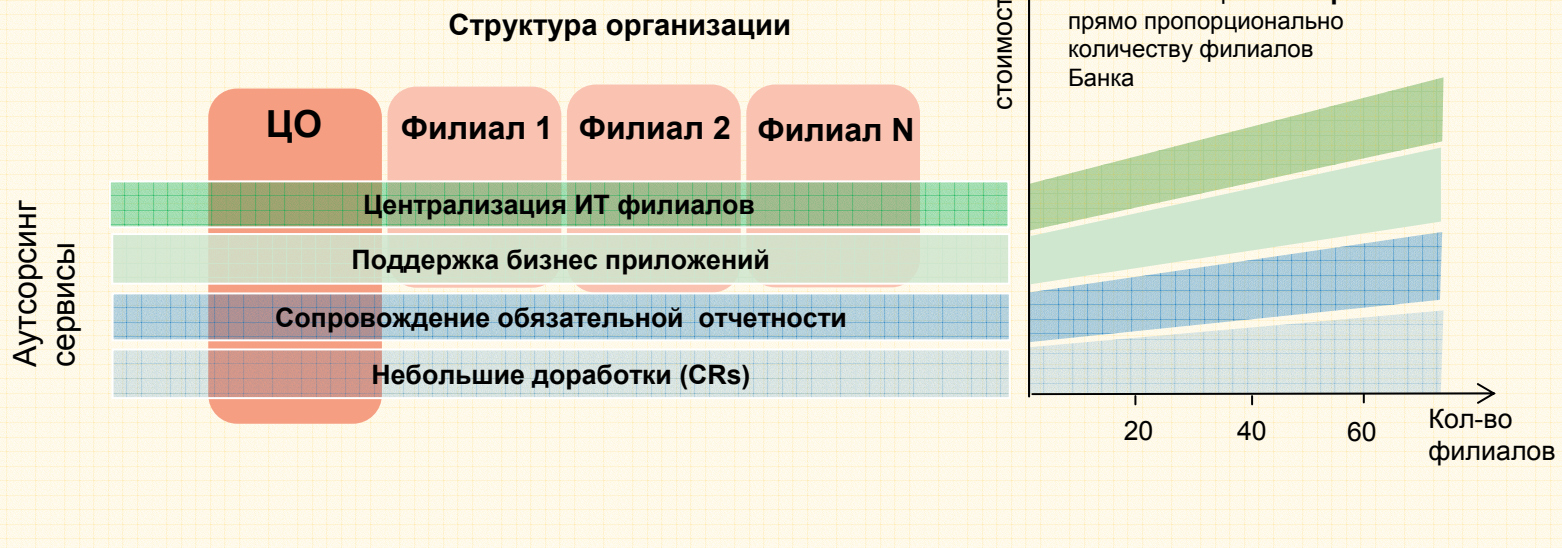 Структура организации
ЦО
Филиал 1
Филиал 2
Филиал N
Аутсорсинг
сервисы
Централизация ИТ филиалов
Поддержка бизнес приложений
Сопровождение обязательной отчетности
Небольшие доработки (CRs)
прямо пропорционально
количеству филиалов
Банка
20
40
60
Кол-во
филиалов